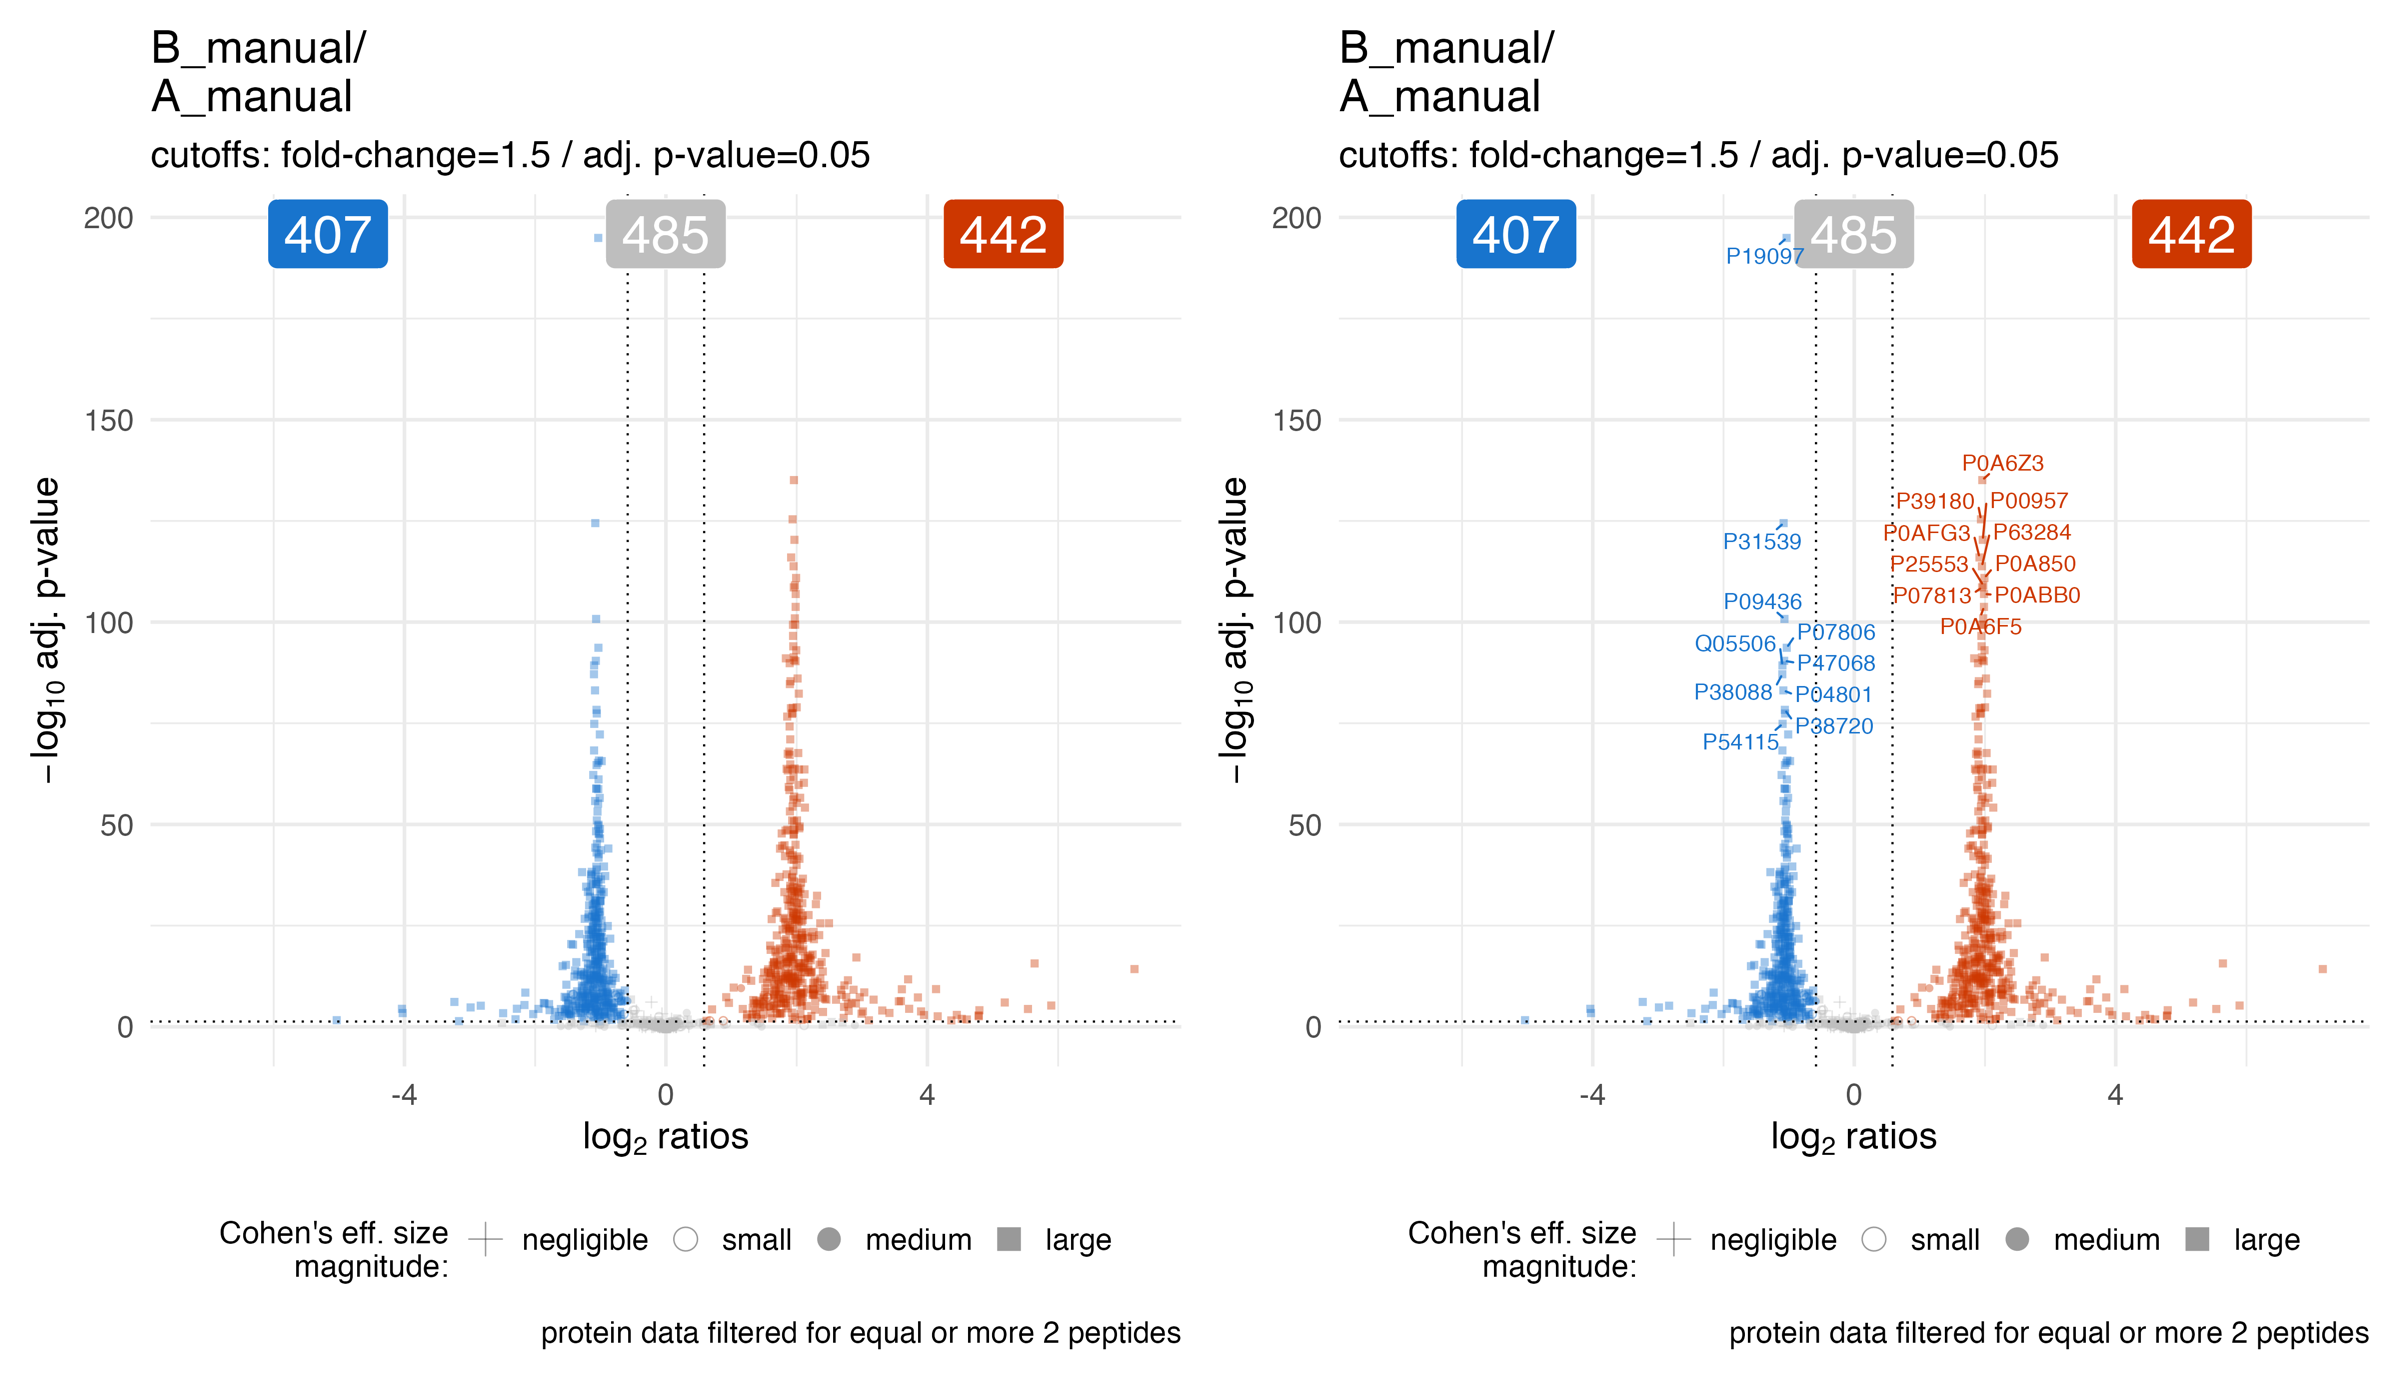 B_manual/
A_manual
cutoffs: fold-change=1.5 / adj. p-value=0.05
407
485
442
200
150
100
50
0
−log10 adj. p-value
-4
0
4
log2 ratios
Cohen's eff. size
magnitude:
negligible
small
medium
large
protein data filtered for equal or more 2 peptides
B_manual/
A_manual
cutoffs: fold-change=1.5 / adj. p-value=0.05
407
485
442
P19097
P0A6Z3
P39180
P00957
P31539
P0AFG3
P63284
P25553
P0A850
P07813
P0ABB0
P09436
P0A6F5
Q05506
P07806
P47068
P38088
P04801
P38720
P54115
200
150
100
50
0
−log10 adj. p-value
-4
0
4
log2 ratios
Cohen's eff. size
magnitude:
negligible
small
medium
large
protein data filtered for equal or more 2 peptides